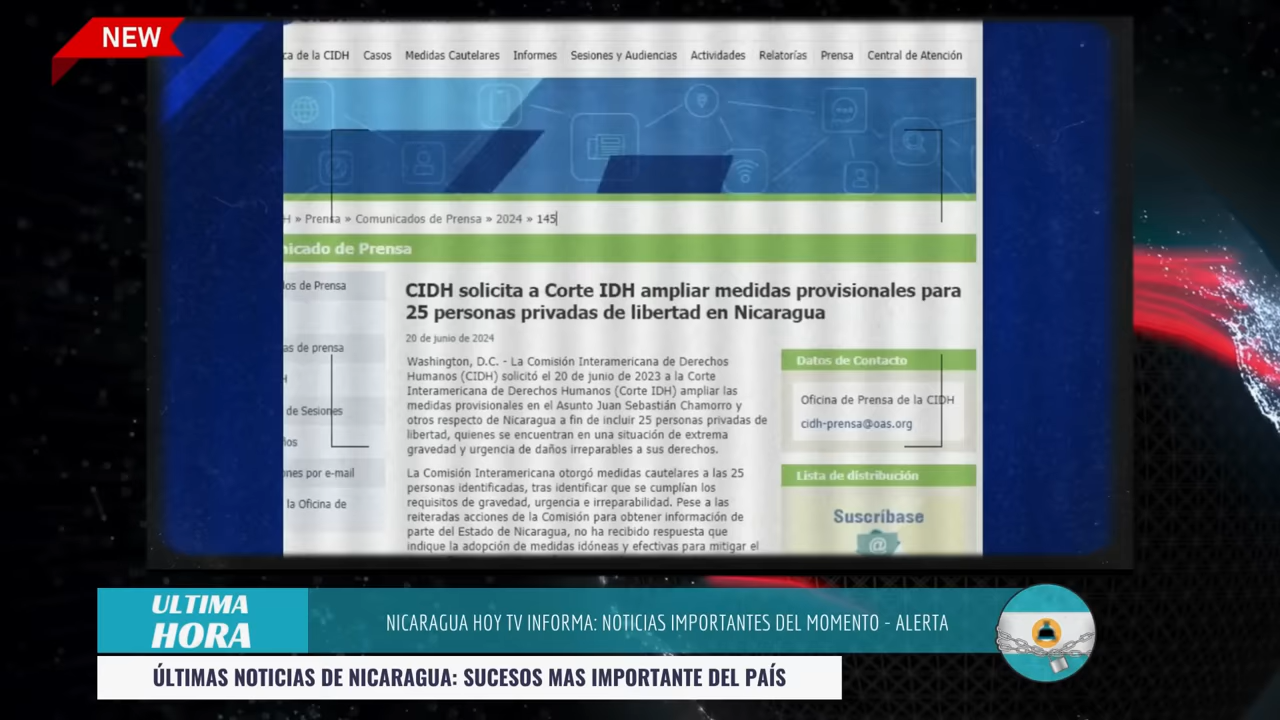 NEW
ca de la CIDH Casos Medidas Cautelares Informes Sesiones y Audiencias Actividades Relatorías Prensa Central de Atención
H » Prensa » Comunicados de Prensa » 2024 » 145
nicado de Prensa
los de Prensa
as de prensa
H
de Sesiones
los
nes por e-mail
la Oficina de
CIDH solicita a Corte IDH ampliar medidas provisionales para
25 personas privadas de libertad en Nicaragua
20 de junio de 2024
Washington, D.C. - La Comisión Interamericana de Derechos
Humanos (CIDH) solicitó el 20 de junio de 2023 a la Corte
Interamericana de Derechos Humanos (Corte IDH) ampliar las
medidas provisionales en el Asunto Juan Sebastián Chamorro y
otros respecto de Nicaragua a fin de incluir 25 personas privadas de
libertad, quienes se encuentran en una situación de extrema
gravedad y urgencia de daños irreparables a sus derechos.
La Comisión Interamericana otorgó medidas cautelares a las 25
personas identificadas, tras identificar que se cumplían los
requisitos de gravedad, urgencia e irreparabilidad. Pese a las
reiteradas acciones de la Comisión para obtener información de
parte del Estado de Nicaragua, no ha recibido respuesta que
indique la adopción de medidas idóneas y efectivas para mitigar el
Datos de Contacto
Oficina de Prensa de la CIDH
cidh-prensa@oas.org
Lista de distribución
Suscríbase
@
ULTIMA
HORA
NICARAGUA HOY TV INFORMA: NOTICIAS IMPORTANTES DEL MOMENTO - ALERTA
ÚLTIMAS NOTICIAS DE NICARAGUA: SUCESOS MAS IMPORTANTE DEL PAÍS